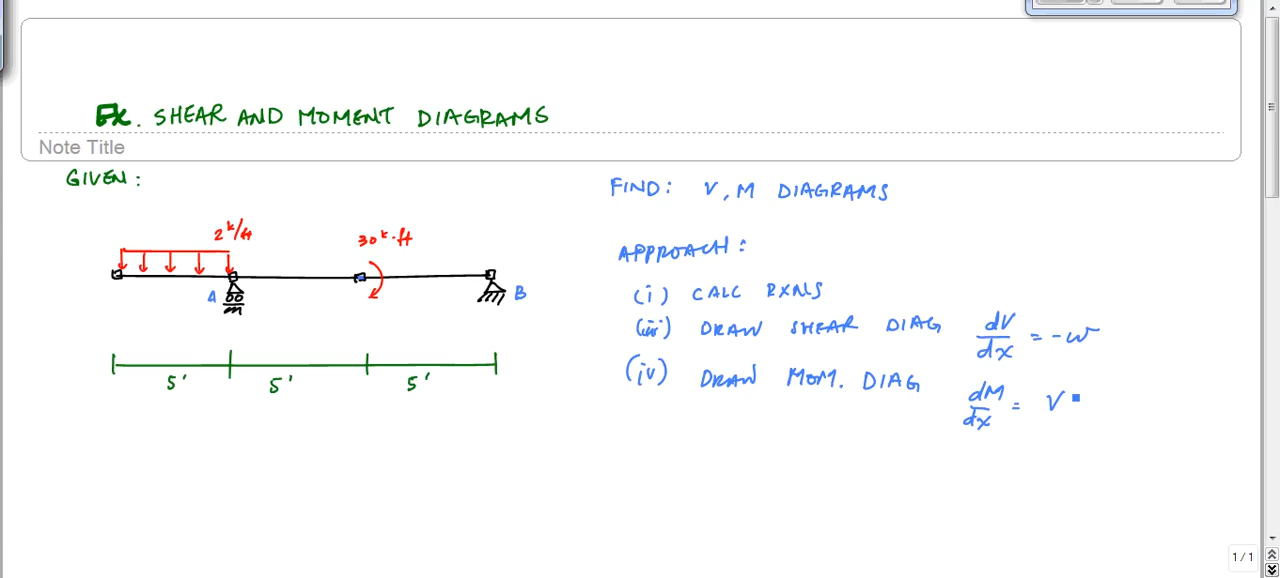 EX. SHEAR AND MOMENT DIAGRAMS
Note Title
GIVEN:
2 k/ft
30 k·ft
A
B
5'
5'
5'
FIND: V, M DIAGRAMS
APPROACH:
(i) CALC RXNS
(iii) DRAW SHEAR DIAG dV/dx = -w
(iv) DRAW MOM. DIAG dM/dx = V
1/1